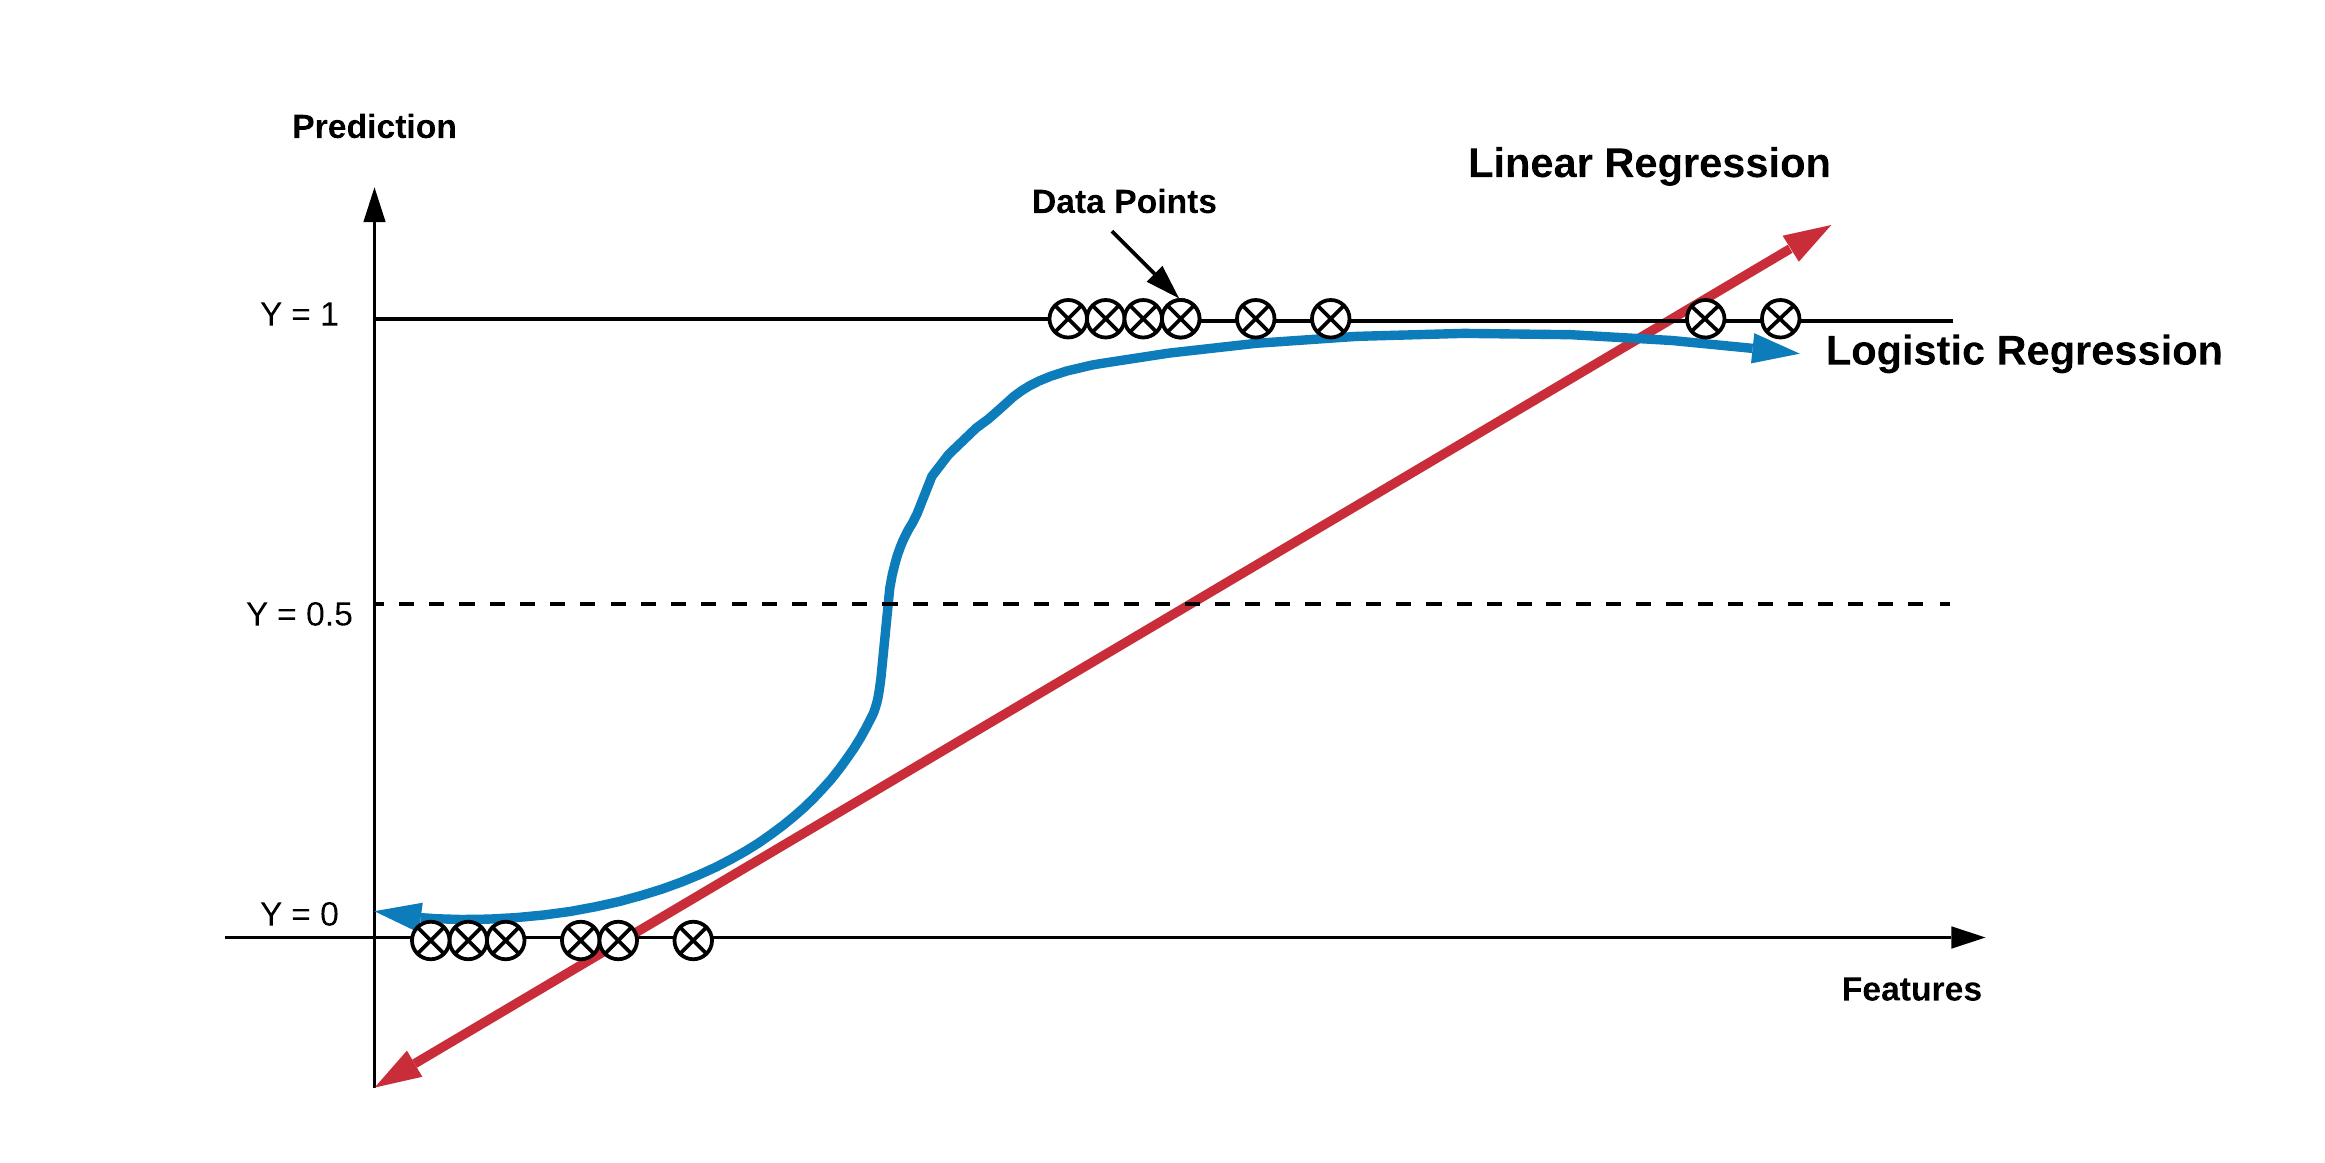 Prediction
Linear Regression
Data Points
Y = 1
Logistic Regression
Y = 0.5
Y = 0
Features